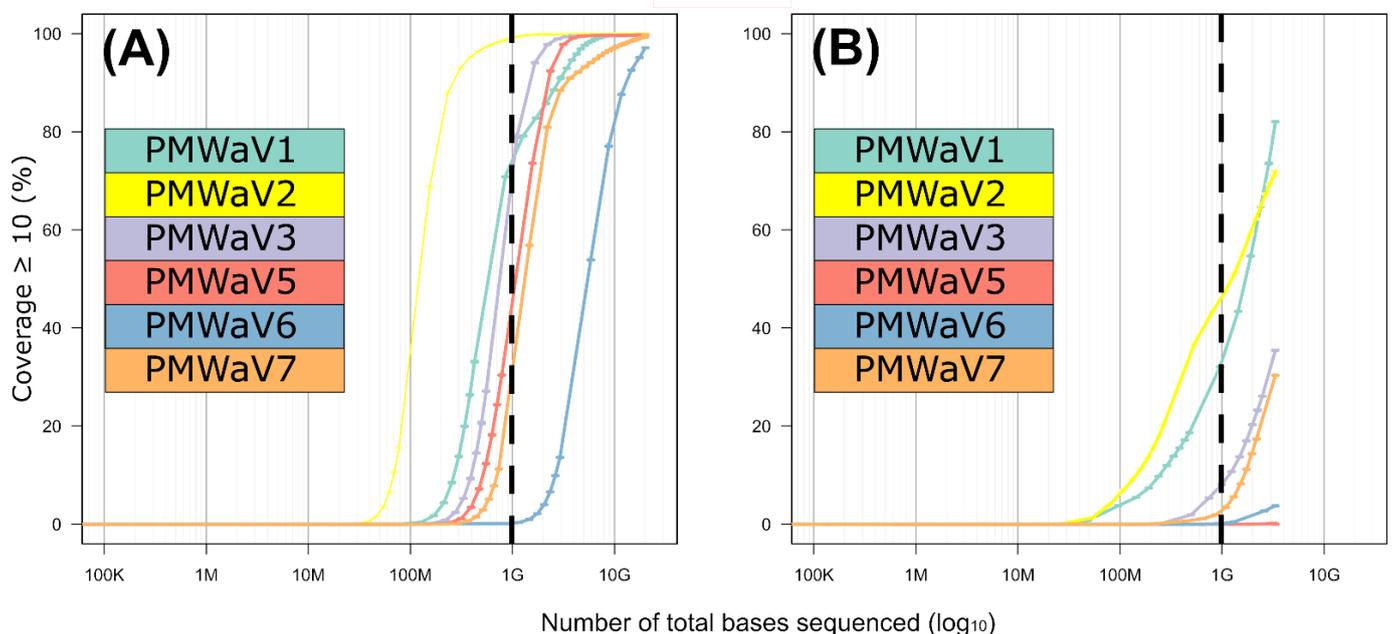 (A)
Coverage ≥ 10 (%)
100
80
60
40
20
0
PMWaV1
PMWaV2
PMWaV3
PMWaV5
PMWaV6
PMWaV7
100K 1M 10M 100M 1G 10G
(B)
100
80
60
40
20
0
PMWaV1
PMWaV2
PMWaV3
PMWaV5
PMWaV6
PMWaV7
100K 1M 10M 100M 1G 10G
Number of total bases sequenced (log₁₀)